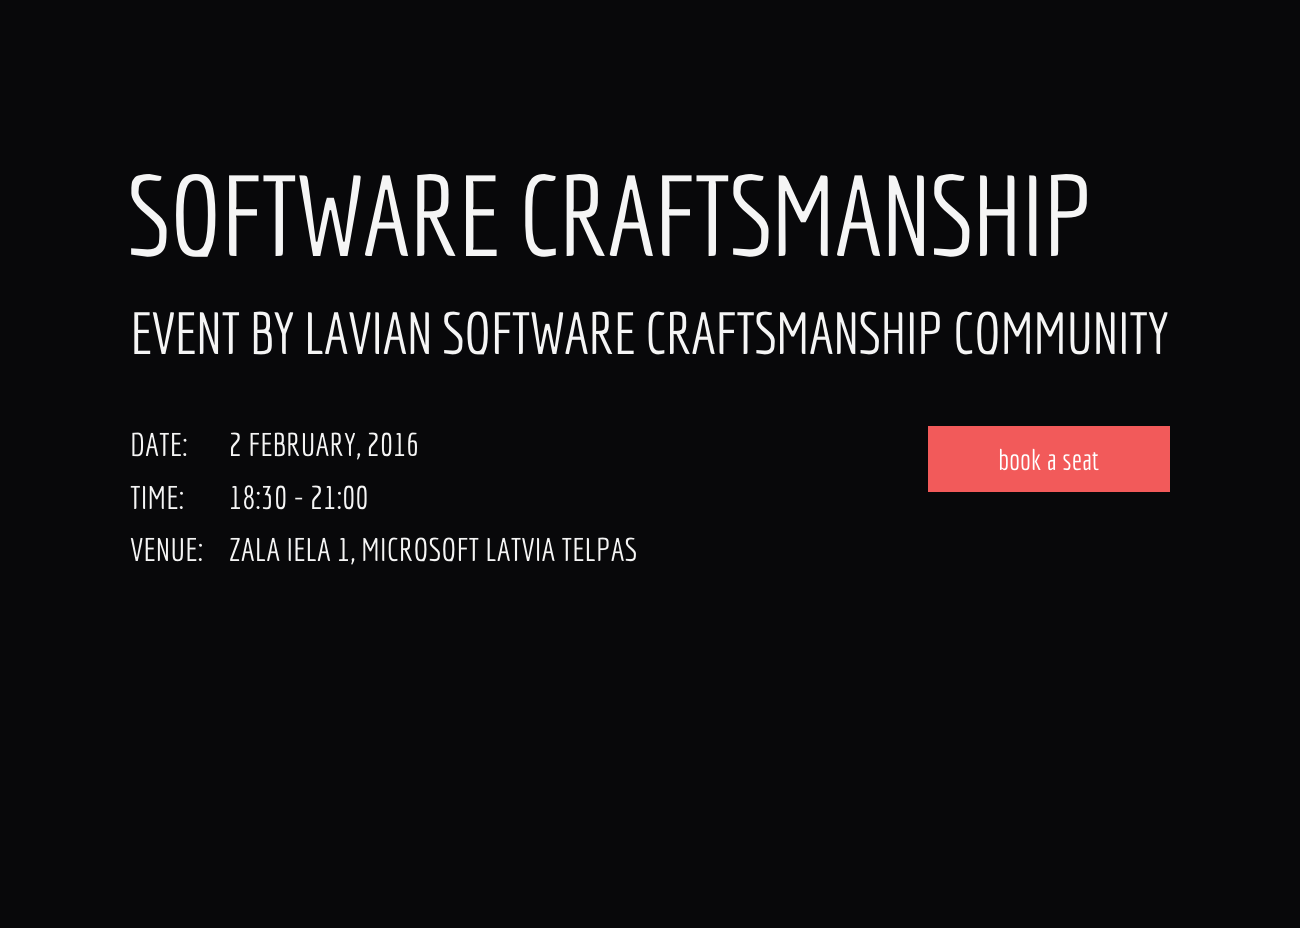 SOFTWARE CRAFTSMANSHIP
EVENT BY LAVIAN SOFTWARE CRAFTSMANSHIP COMMUNITY
DATE: 2 FEBRUARY, 2016
book a seat
TIME: 18:30 - 21:00
VENUE: ZALA IELA 1, MICROSOFT LATVIA TELPAS